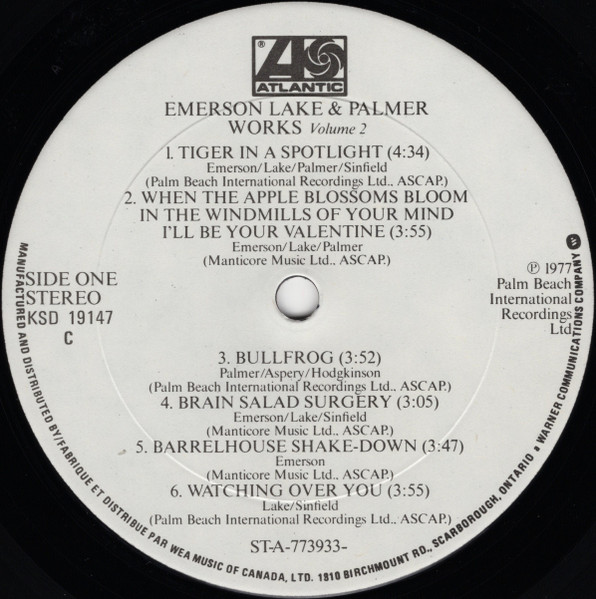 ®
ATLANTIC
EMERSON LAKE & PALMER
WORKS Volume 2
1. TIGER IN A SPOTLIGHT (4:34)
Emerson/Lake/Palmer/Sinfield
(Palm Beach International Recordings Ltd., ASCAP.)
2. WHEN THE APPLE BLOSSOMS BLOOM
IN THE WINDMILLS OF YOUR MIND
I'LL BE YOUR VALENTINE (3:55)
Emerson/Lake/Palmer
(Manticore Music Ltd., ASCAP.)
SIDE ONE
STEREO
KSD 19147
C
℗ 1977
Palm Beach
International
Recordings
Ltd.
3. BULLFROG (3:52)
Palmer/Aspery/Hodgkinson
(Palm Beach International Recordings Ltd., ASCAP.)
4. BRAIN SALAD SURGERY (3:05)
Emerson/Lake/Sinfield
(Manticore Music Ltd., ASCAP.)
5. BARRELHOUSE SHAKE-DOWN (3:47)
Emerson
(Manticore Music Ltd., ASCAP.)
6. WATCHING OVER YOU (3:55)
Lake/Sinfield
(Palm Beach International Recordings Ltd., ASCAP.)
ST-A-773933-
MANUFACTURED AND DISTRIBUTED BY/FABRIQUE ET DISTRIBUE PAR WEA MUSIC OF CANADA, LTD. 1810 BIRCHMOUNT RD., SCARBOROUGH, ONTARIO • A WARNER COMMUNICATIONS COMPANY